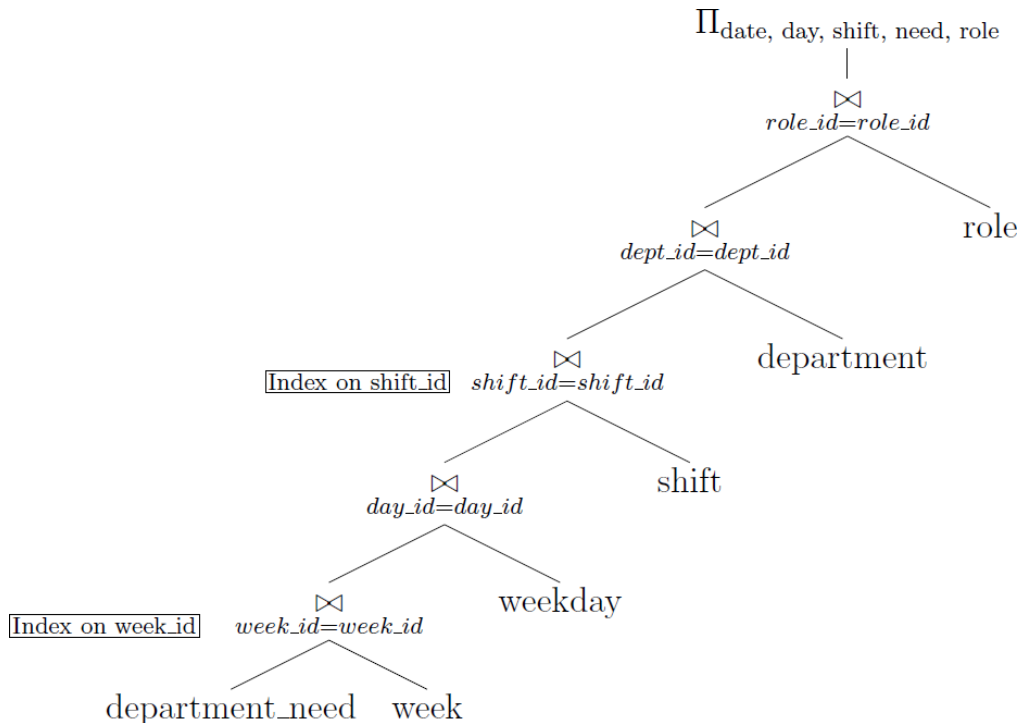 Π date, day, shift, need, role
⋈
role_id=role_id
⋈
role
dept_id=dept_id
⋈
department
Index on shift_id shift_id=shift_id
⋈
shift
day_id=day_id
⋈
weekday
Index on week_id week_id=week_id
department_need week